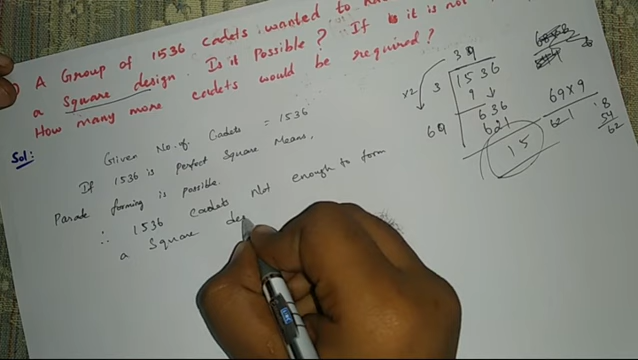 A Group of 1536 cadets wanted to
a Square design. Is it Possible? If it is not
How many more cadets would be required?
Sol:
Given No. of Cadets = 1536
If 1536 is perfect Square Means,
Parade forming is possible.
∴ 1536 cadets Not enough to form
a Square de
39
×2 3 1536
9 ↓
69 636
621
15
69×9
621
8
54
62